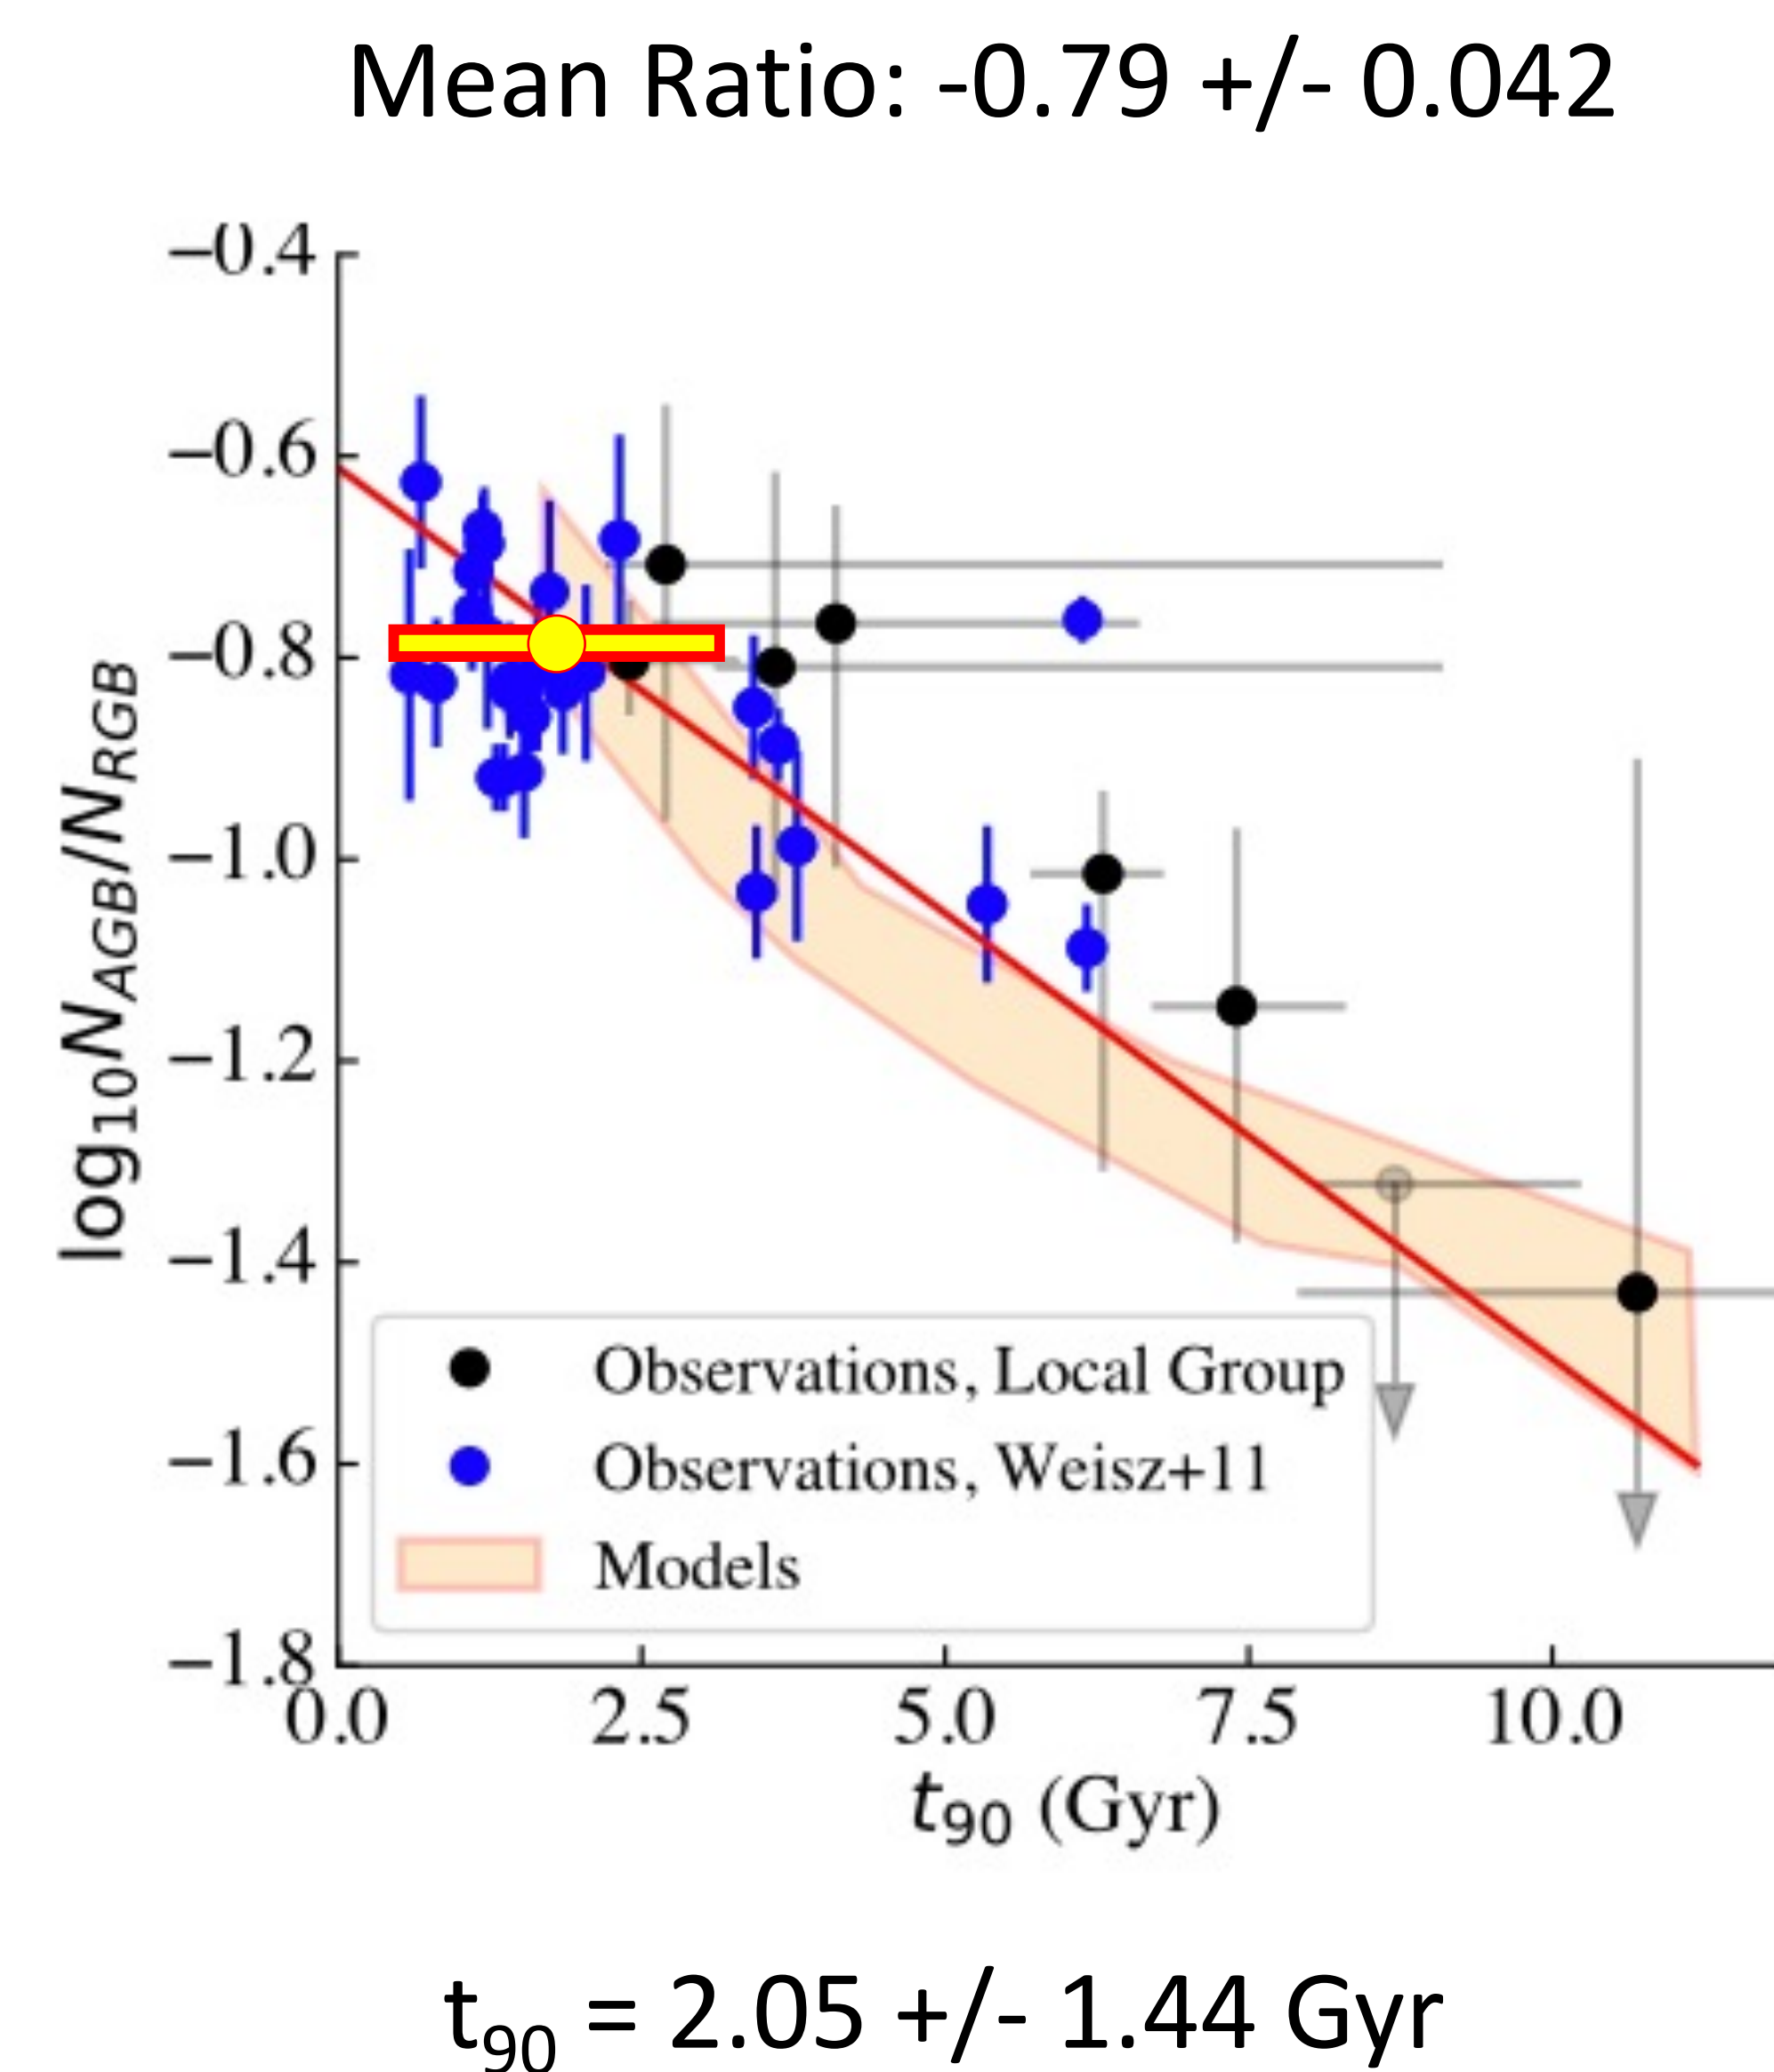 Mean Ratio: -0.79 +/- 0.042
−0.4
−0.6
−0.8
−1.0
−1.2
−1.4
−1.6
−1.8
log₁₀N_AGB/N_RGB
Observations, Local Group
Observations, Weisz+11
Models
0.0 2.5 5.0 7.5 10.0
t₉₀ (Gyr)
t₉₀ = 2.05 +/- 1.44 Gyr